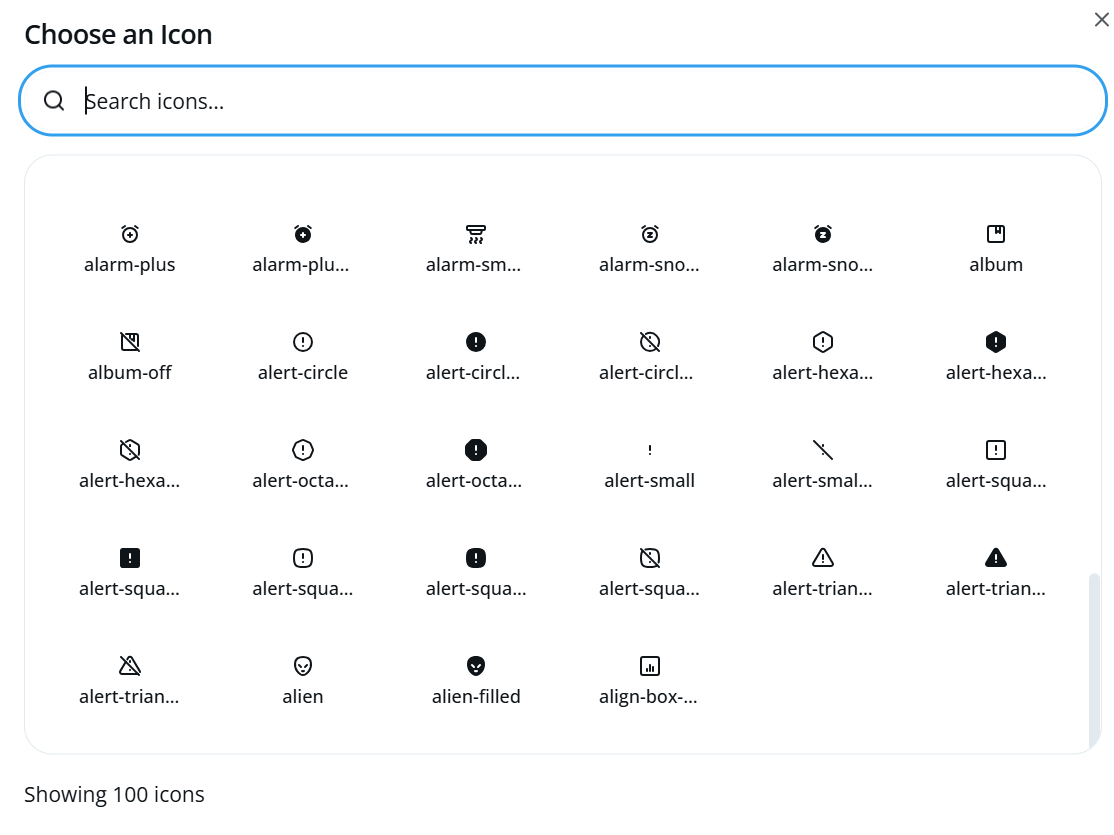 Choose an Icon
Search icons...
alarm-plus alarm-plu... alarm-sm... alarm-sno... alarm-sno... album
album-off alert-circle alert-circl... alert-circl... alert-hexa... alert-hexa...
alert-hexa... alert-octa... alert-octa... alert-small alert-smal... alert-squa...
alert-squa... alert-squa... alert-squa... alert-squa... alert-trian... alert-trian...
alert-trian... alien alien-filled align-box-...
Showing 100 icons